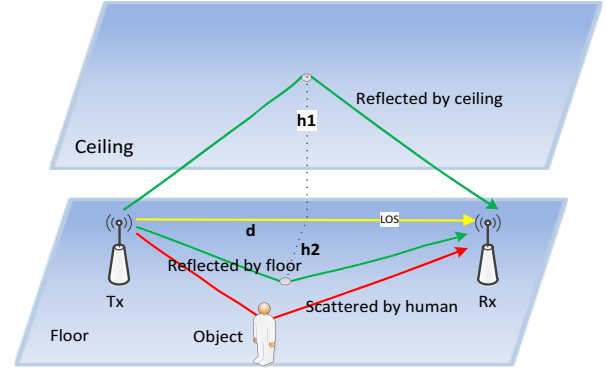 Reflected by ceiling
h1
Ceiling
LOS
d
h2
Reflected by floor
Tx
Scattered by human
Rx
Floor
Object